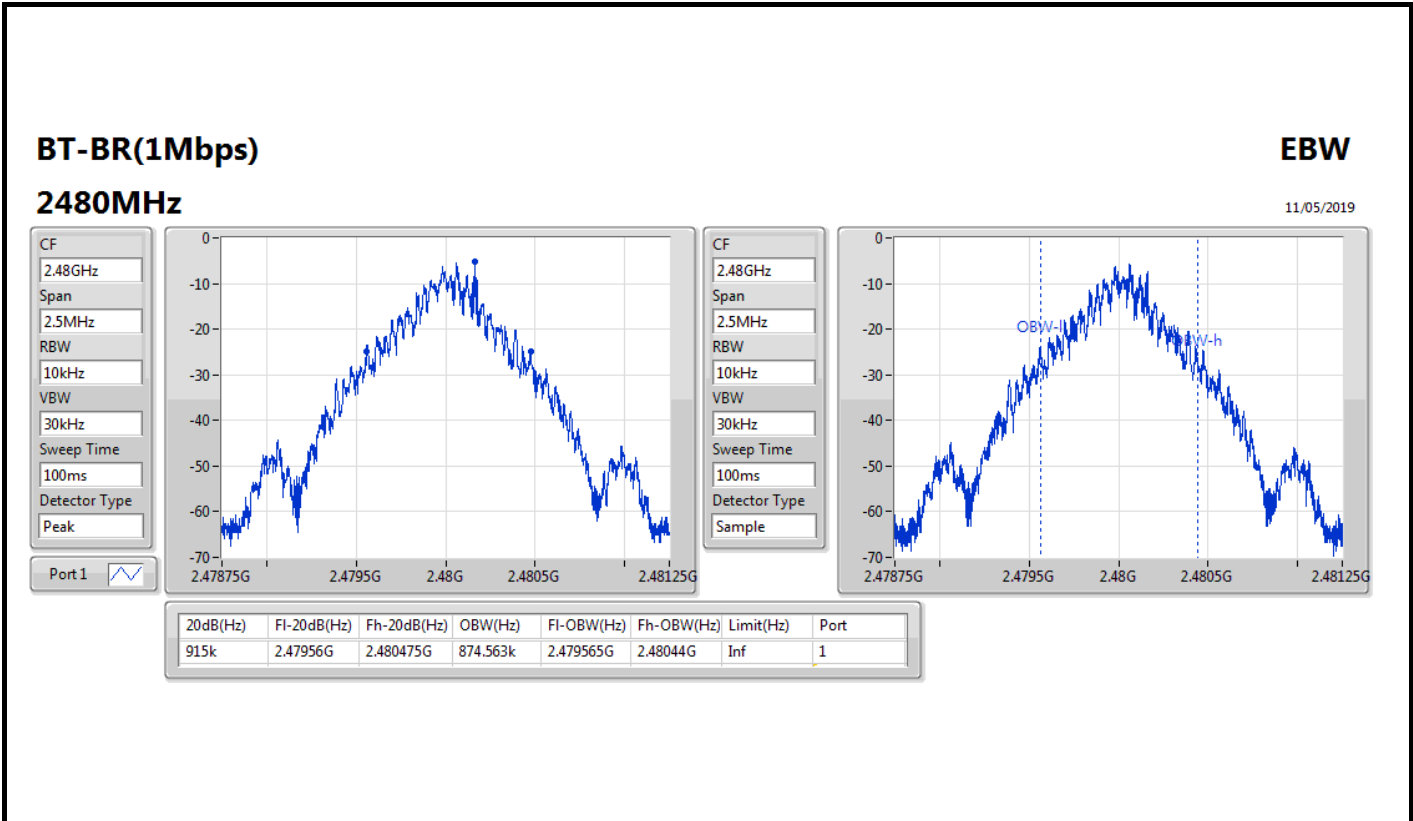 BT-BR(1Mbps)
EBW
2480MHz
11/05/2019
CF
2.48GHz
Span
2.5MHz
RBW
10kHz
VBW
30kHz
Sweep Time
100ms
Detector Type
Peak
Port 1
0
-10
-20
-30
-40
-50
-60
-70
2.47875G 2.4795G 2.48G 2.4805G 2.48125G
CF
2.48GHz
Span
2.5MHz
RBW
10kHz
VBW
30kHz
Sweep Time
100ms
Detector Type
Sample
0
-10
-20
-30
-40
-50
-60
-70
OBW-l
OBW-h
2.47875G 2.4795G 2.48G 2.4805G 2.48125G
20dB(Hz) Fl-20dB(Hz) Fh-20dB(Hz) OBW(Hz) Fl-OBW(Hz) Fh-OBW(Hz) Limit(Hz) Port
915k 2.47956G 2.480475G 874.563k 2.479565G 2.48044G Inf 1